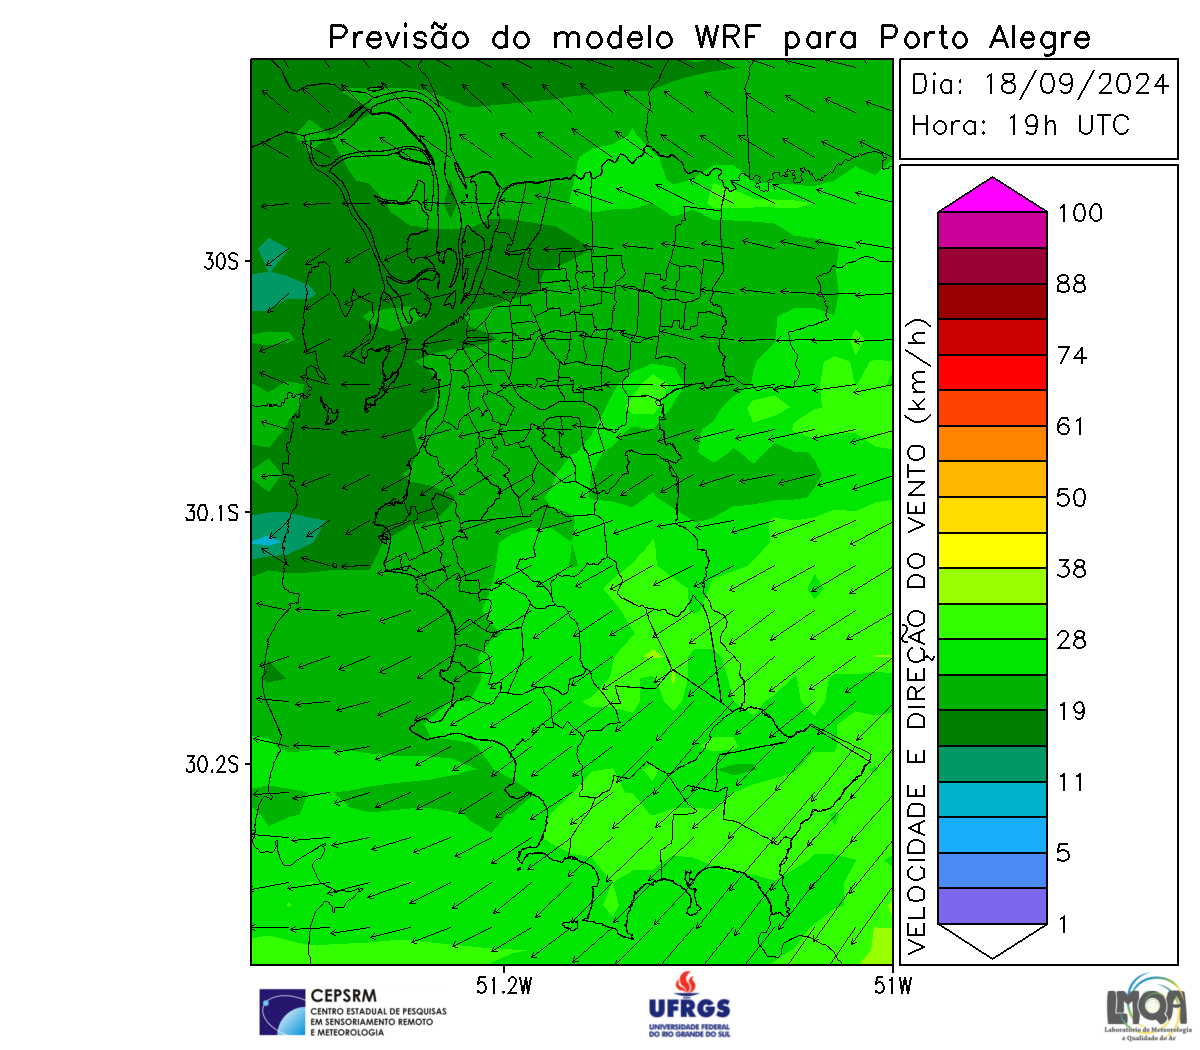 Previsão do modelo WRF para Porto Alegre
Dia: 18/09/2024
Hora: 19h UTC
30S
30.1S
30.2S
51.2W
51W
VELOCIDADE E DIREÇÃO DO VENTO (km/h)
100
88
74
61
50
38
28
19
11
5
1
CEPSRM
CENTRO ESTADUAL DE PESQUISAS
EM SENSORIAMENTO REMOTO
E METEOROLOGIA
UFRGS
UNIVERSIDADE FEDERAL
DO RIO GRANDE DO SUL
LMQA
Laboratório de Meteorologia
e Qualidade do Ar